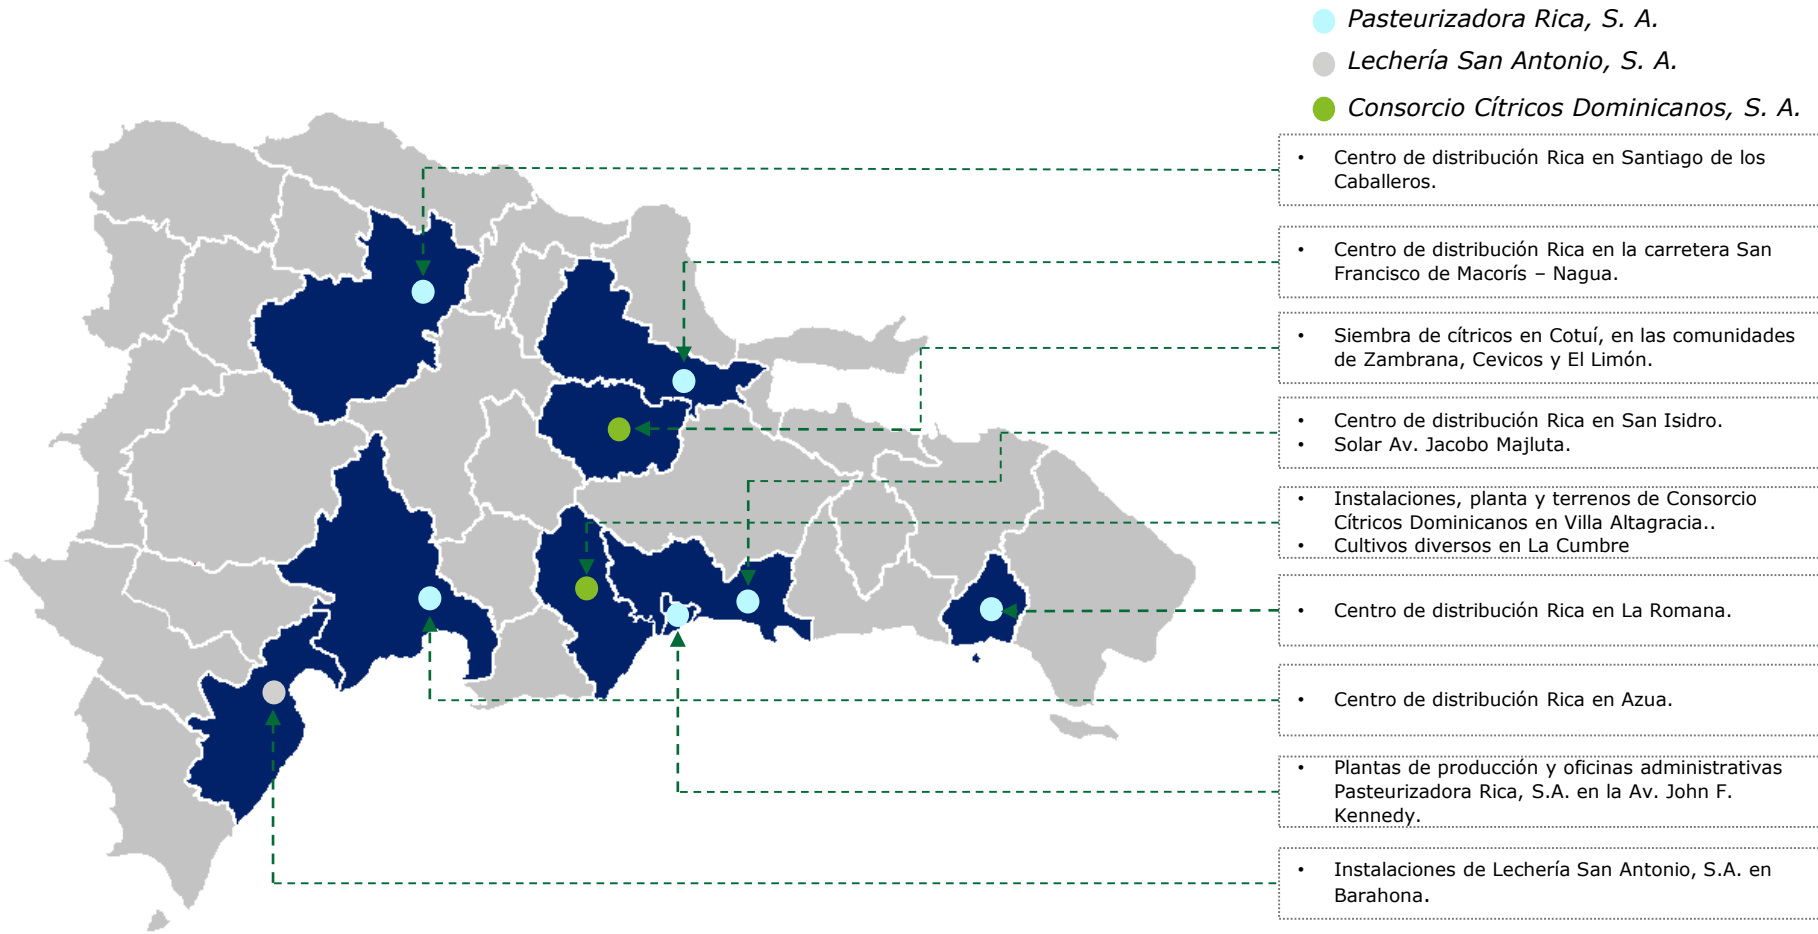 Pasteurizadora Rica, S. A.
Lechería San Antonio, S. A.
Consorcio Cítricos Dominicanos, S. A.
• Centro de distribución Rica en Santiago de los
Caballeros.
• Centro de distribución Rica en la carretera San
Francisco de Macorís – Nagua.
• Siembra de cítricos en Cotuí, en las comunidades
de Zambrana, Cevicos y El Limón.
• Centro de distribución Rica en San Isidro.
• Solar Av. Jacobo Majluta.
• Instalaciones, planta y terrenos de Consorcio
Cítricos Dominicanos en Villa Altagracia..
• Cultivos diversos en La Cumbre
• Centro de distribución Rica en La Romana.
• Centro de distribución Rica en Azua.
• Plantas de producción y oficinas administrativas
Pasteurizadora Rica, S.A. en la Av. John F.
Kennedy.
• Instalaciones de Lechería San Antonio, S.A. en
Barahona.